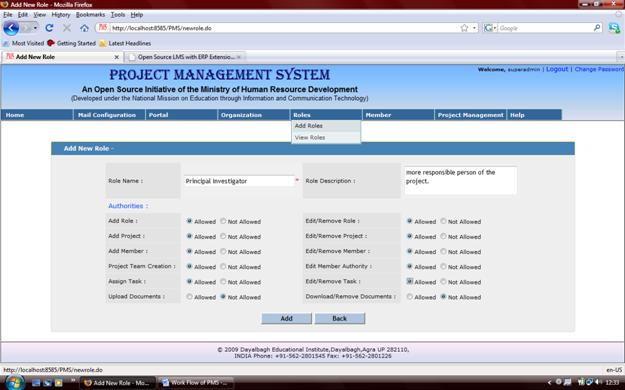 Add New Role - Mozilla Firefox
File Edit View History Bookmarks Tools Help
http://localhost:8585/PMS/newrole.do
Google
Most Visited Getting Started Latest Headlines
Add New Role
Open Source LMS with ERP Extensio...
Welcome, superadmin | Logout | Change Password
PROJECT MANAGEMENT SYSTEM
An Open Source Initiative of the Ministry of Human Resource Development
(Developed under the National Mission on Education through Information and Communication Technology)
Home Mail Configuration Portal Organization Roles Member Project Management Help
Add Roles
View Roles
Add New Role -
Role Name : Principal Investigator * Role Description : more responsible person of the project.
Authorities :
Add Role : Allowed Not Allowed Edit/Remove Role : Allowed Not Allowed
Add Project : Allowed Not Allowed Edit/Remove Project : Allowed Not Allowed
Add Member : Allowed Not Allowed Edit/Remove Member : Allowed Not Allowed
Project Team Creation : Allowed Not Allowed Edit Member Authority : Allowed Not Allowed
Assign Task : Allowed Not Allowed Edit/Remove Task : Allowed Not Allowed
Upload Documents : Allowed Not Allowed Download/Remove Documents : Allowed Not Allowed
Add Back
© 2009 Dayalbagh Educational Institute,Dayalbagh,Agra UP 282110,
INDIA Phone: +91-562-2801545 Fax: +91-562-2801226
http://localhost:8585/PMS/newrole.do
en-US
Add New Role - Mo...
Work Flow of PMS -...
12:33